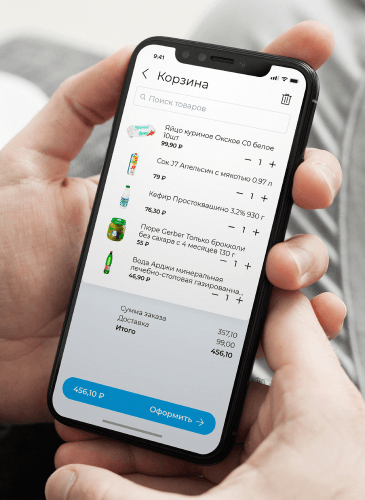 9:41
Корзина
Поиск товаров
Яйцо куриное Окское С0 белое
10шт
99,90 ₽
1
Сок J7 Апельсин с мякотью 0.97 л
79 ₽
1
Кефир Простоквашино 3.2% 930 г
76,30 ₽
1
Пюре Gerber Только брокколи
без сахара с 4 месяцев 130 г
55 ₽
1
Вода Арджи минеральная
лечебно-столовая газированна...
46,90 ₽
1
Сумма заказа 357,10
Доставка 99,00
Итого 456,10
456,10 ₽ Оформить